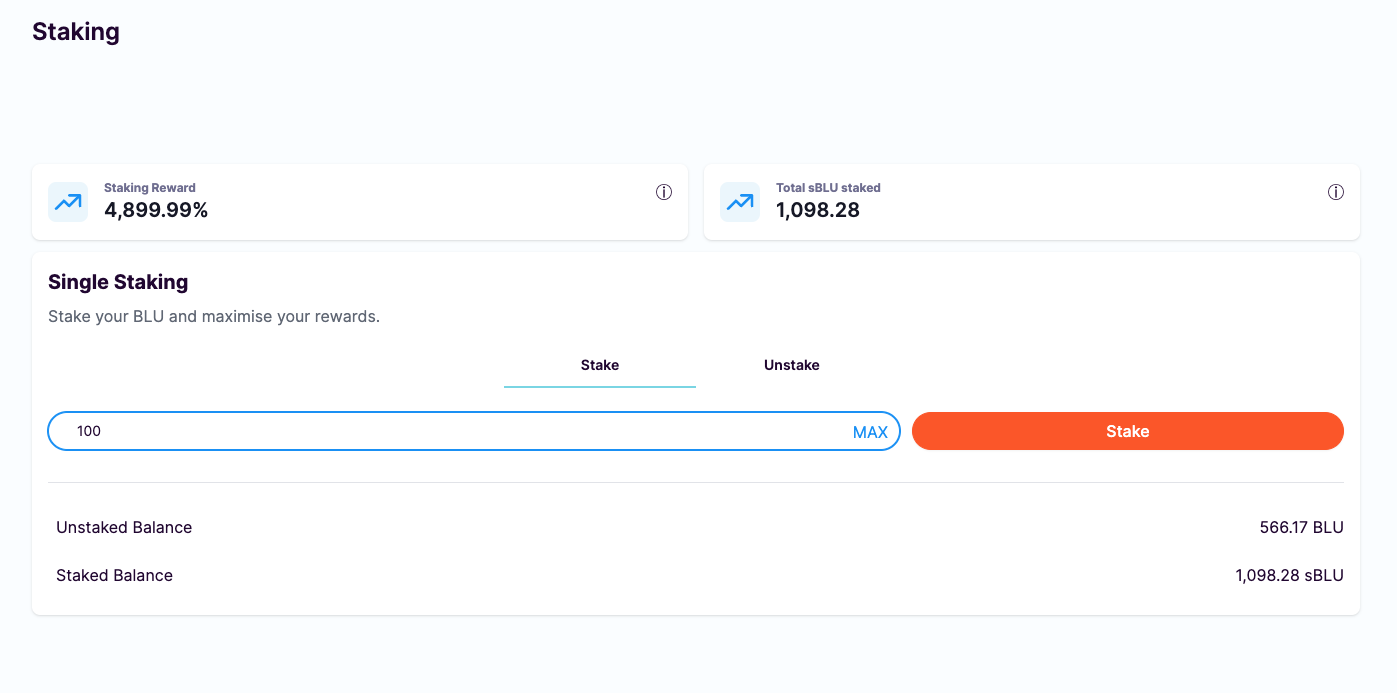 Staking
Staking Reward
4,899.99%
Total sBLU staked
1,098.28
Single Staking
Stake your BLU and maximise your rewards.
Stake
Unstake
100
MAX
Stake
Unstaked Balance
566.17 BLU
Staked Balance
1,098.28 sBLU